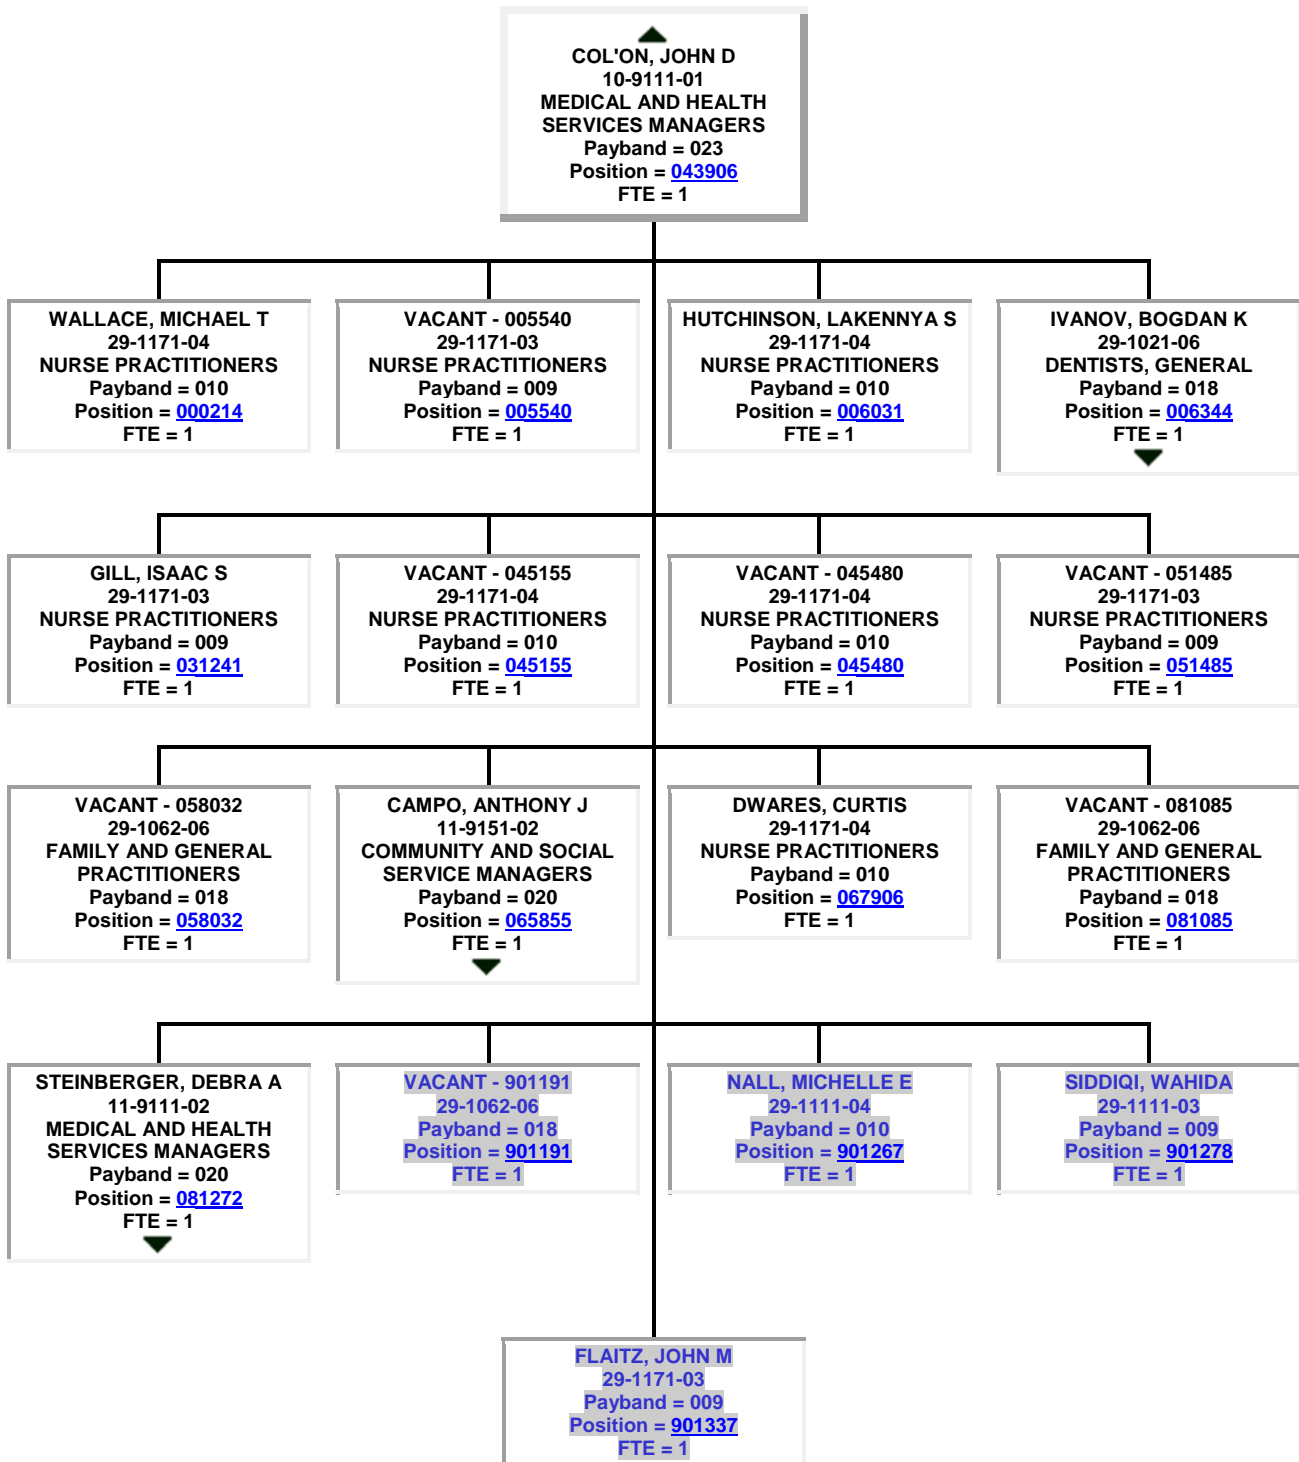 COL'ON, JOHN D
10-9111-01
MEDICAL AND HEALTH
SERVICES MANAGERS
Payband = 023
Position = 043906
FTE = 1
WALLACE, MICHAEL T
29-1171-04
NURSE PRACTITIONERS
Payband = 010
Position = 000214
FTE = 1
VACANT - 005540
29-1171-03
NURSE PRACTITIONERS
Payband = 009
Position = 005540
FTE = 1
HUTCHINSON, LAKENNYA S
29-1171-04
NURSE PRACTITIONERS
Payband = 010
Position = 006031
FTE = 1
IVANOV, BOGDAN K
29-1021-06
DENTISTS, GENERAL
Payband = 018
Position = 006344
FTE = 1
GILL, ISAAC S
29-1171-03
NURSE PRACTITIONERS
Payband = 009
Position = 031241
FTE = 1
VACANT - 045155
29-1171-04
NURSE PRACTITIONERS
Payband = 010
Position = 045155
FTE = 1
VACANT - 045480
29-1171-04
NURSE PRACTITIONERS
Payband = 010
Position = 045480
FTE = 1
VACANT - 051485
29-1171-03
NURSE PRACTITIONERS
Payband = 009
Position = 051485
FTE = 1
VACANT - 058032
29-1062-06
FAMILY AND GENERAL
PRACTITIONERS
Payband = 018
Position = 058032
FTE = 1
CAMPO, ANTHONY J
11-9151-02
COMMUNITY AND SOCIAL
SERVICE MANAGERS
Payband = 020
Position = 065855
FTE = 1
DWARES, CURTIS
29-1171-04
NURSE PRACTITIONERS
Payband = 010
Position = 067906
FTE = 1
VACANT - 081085
29-1062-06
FAMILY AND GENERAL
PRACTITIONERS
Payband = 018
Position = 081085
FTE = 1
STEINBERGER, DEBRA A
11-9111-02
MEDICAL AND HEALTH
SERVICES MANAGERS
Payband = 020
Position = 081272
FTE = 1
VACANT - 901191
29-1062-06
Payband = 018
Position = 901191
FTE = 1
NALL, MICHELLE E
29-1111-04
Payband = 010
Position = 901267
FTE = 1
SIDDIQI, WAHIDA
29-1111-03
Payband = 009
Position = 901278
FTE = 1
FLAITZ, JOHN M
29-1171-03
Payband = 009
Position = 901337
FTE = 1